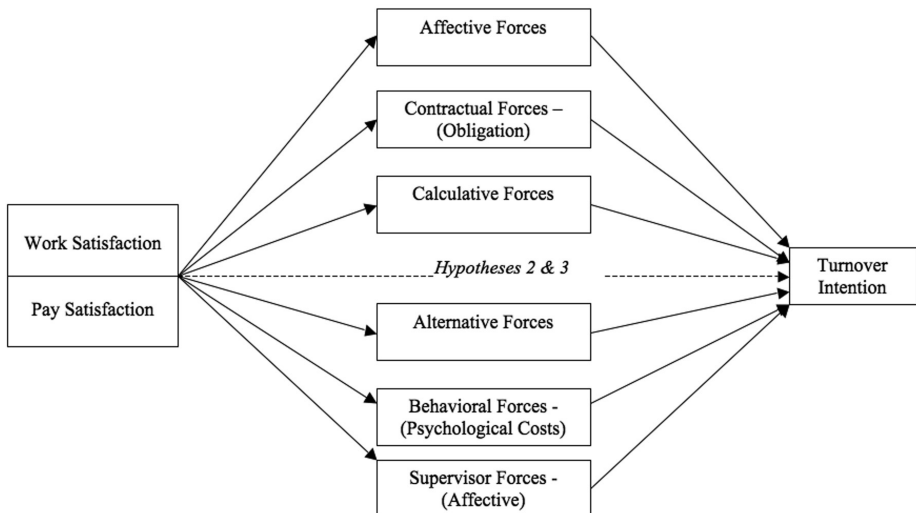 Affective Forces
Contractual Forces –
(Obligation)
Calculative Forces
Work Satisfaction
Pay Satisfaction
Hypotheses 2 & 3
Turnover
Intention
Alternative Forces
Behavioral Forces -
(Psychological Costs)
Supervisor Forces -
(Affective)